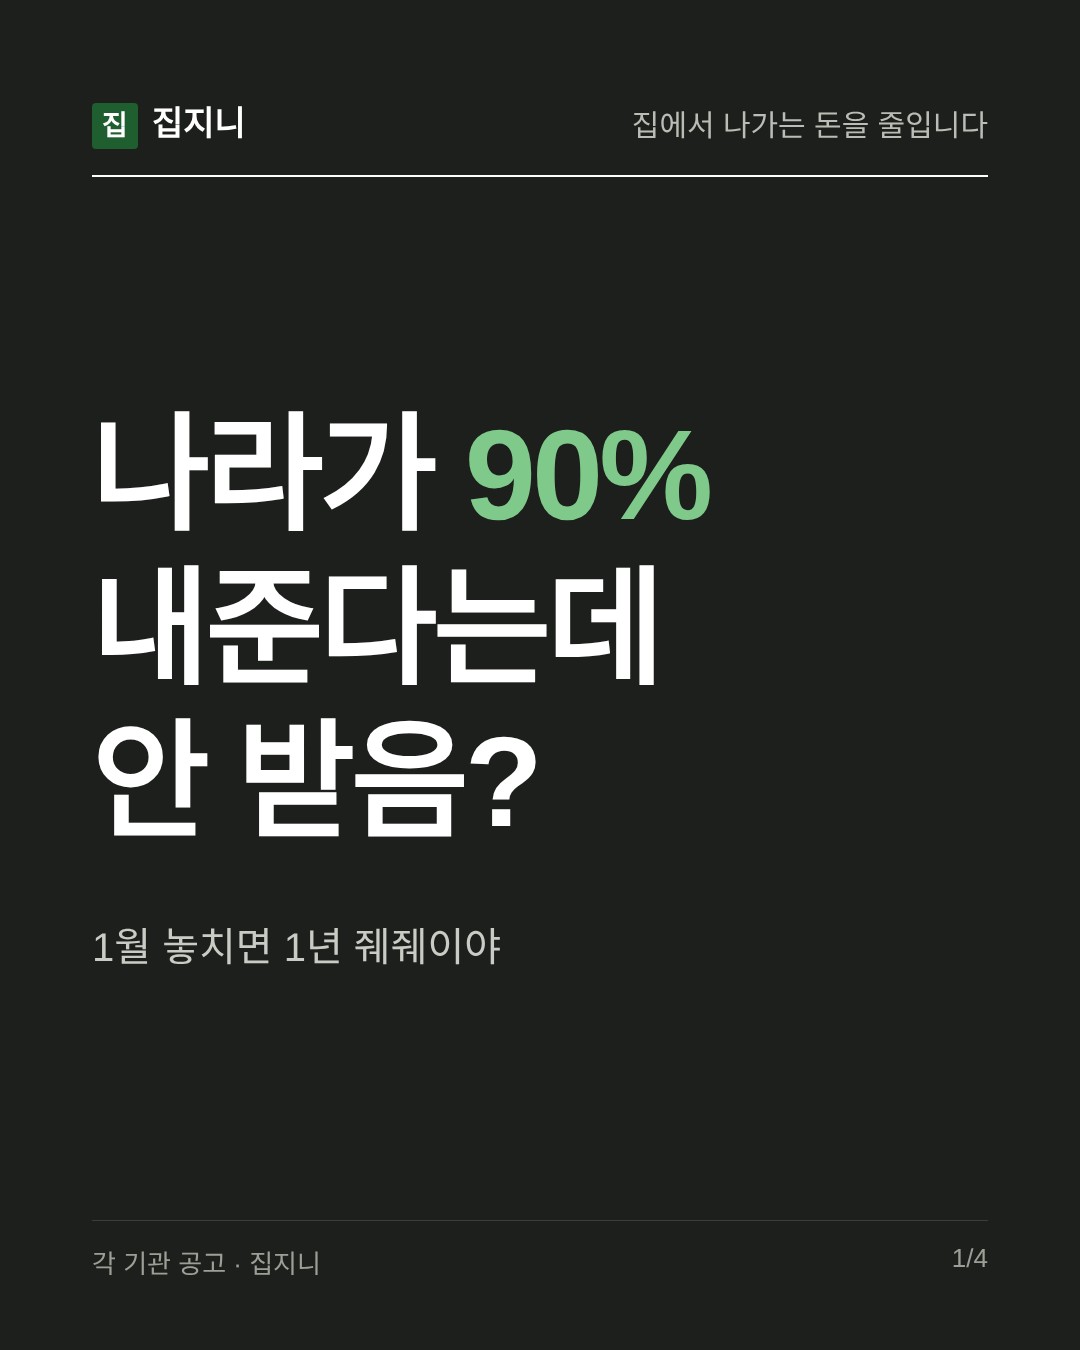 집 집지니
집에서 나가는 돈을 줄입니다
나라가 90%
내준다는데
안 받음?
1월 놓치면 1년 줴줴이야
각 기관 공고 · 집지니
1/4